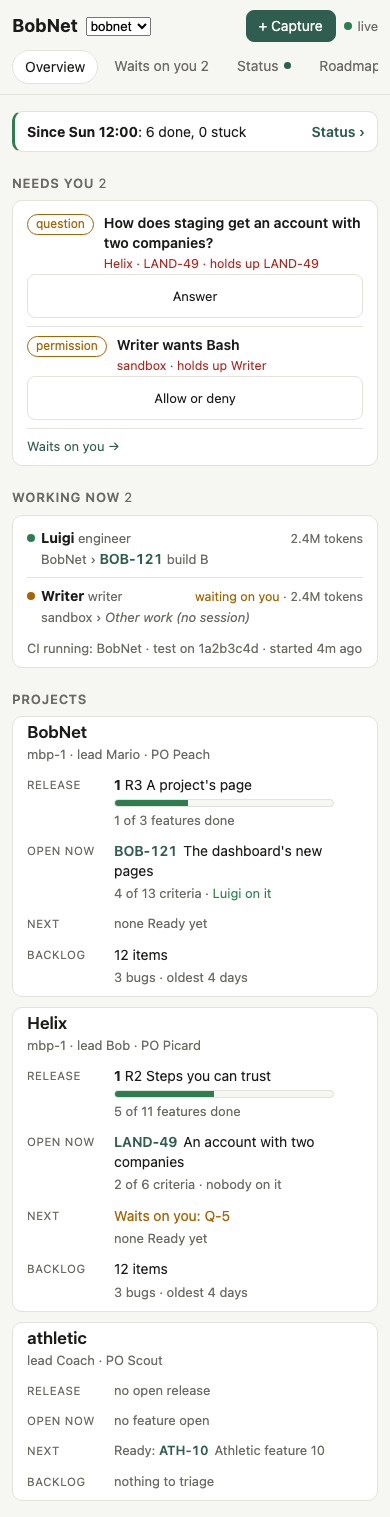 BobNet bobnet + Capture live
Overview Waits on you 2 Status Roadmap
Since Sun 12:00: 6 done, 0 stuck Status ›
NEEDS YOU 2
question How does staging get an account with
two companies?
Helix · LAND-49 · holds up LAND-49
Answer
permission Writer wants Bash
sandbox · holds up Writer
Allow or deny
Waits on you →
WORKING NOW 2
Luigi engineer 2.4M tokens
BobNet › BOB-121 build B
Writer writer waiting on you · 2.4M tokens
sandbox › Other work (no session)
CI running: BobNet · test on 1a2b3c4d · started 4m ago
PROJECTS
BobNet
mbp-1 · lead Mario · PO Peach
RELEASE 1 R3 A project's page
1 of 3 features done
OPEN NOW BOB-121 The dashboard's new
pages
4 of 13 criteria · Luigi on it
NEXT none Ready yet
BACKLOG 12 items
3 bugs · oldest 4 days
Helix
mbp-1 · lead Bob · PO Picard
RELEASE 1 R2 Steps you can trust
5 of 11 features done
OPEN NOW LAND-49 An account with two
companies
2 of 6 criteria · nobody on it
NEXT Waits on you: Q-5
none Ready yet
BACKLOG 12 items
3 bugs · oldest 4 days
athletic
lead Coach · PO Scout
RELEASE no open release
OPEN NOW no feature open
NEXT Ready: ATH-10 Athletic feature 10
BACKLOG nothing to triage